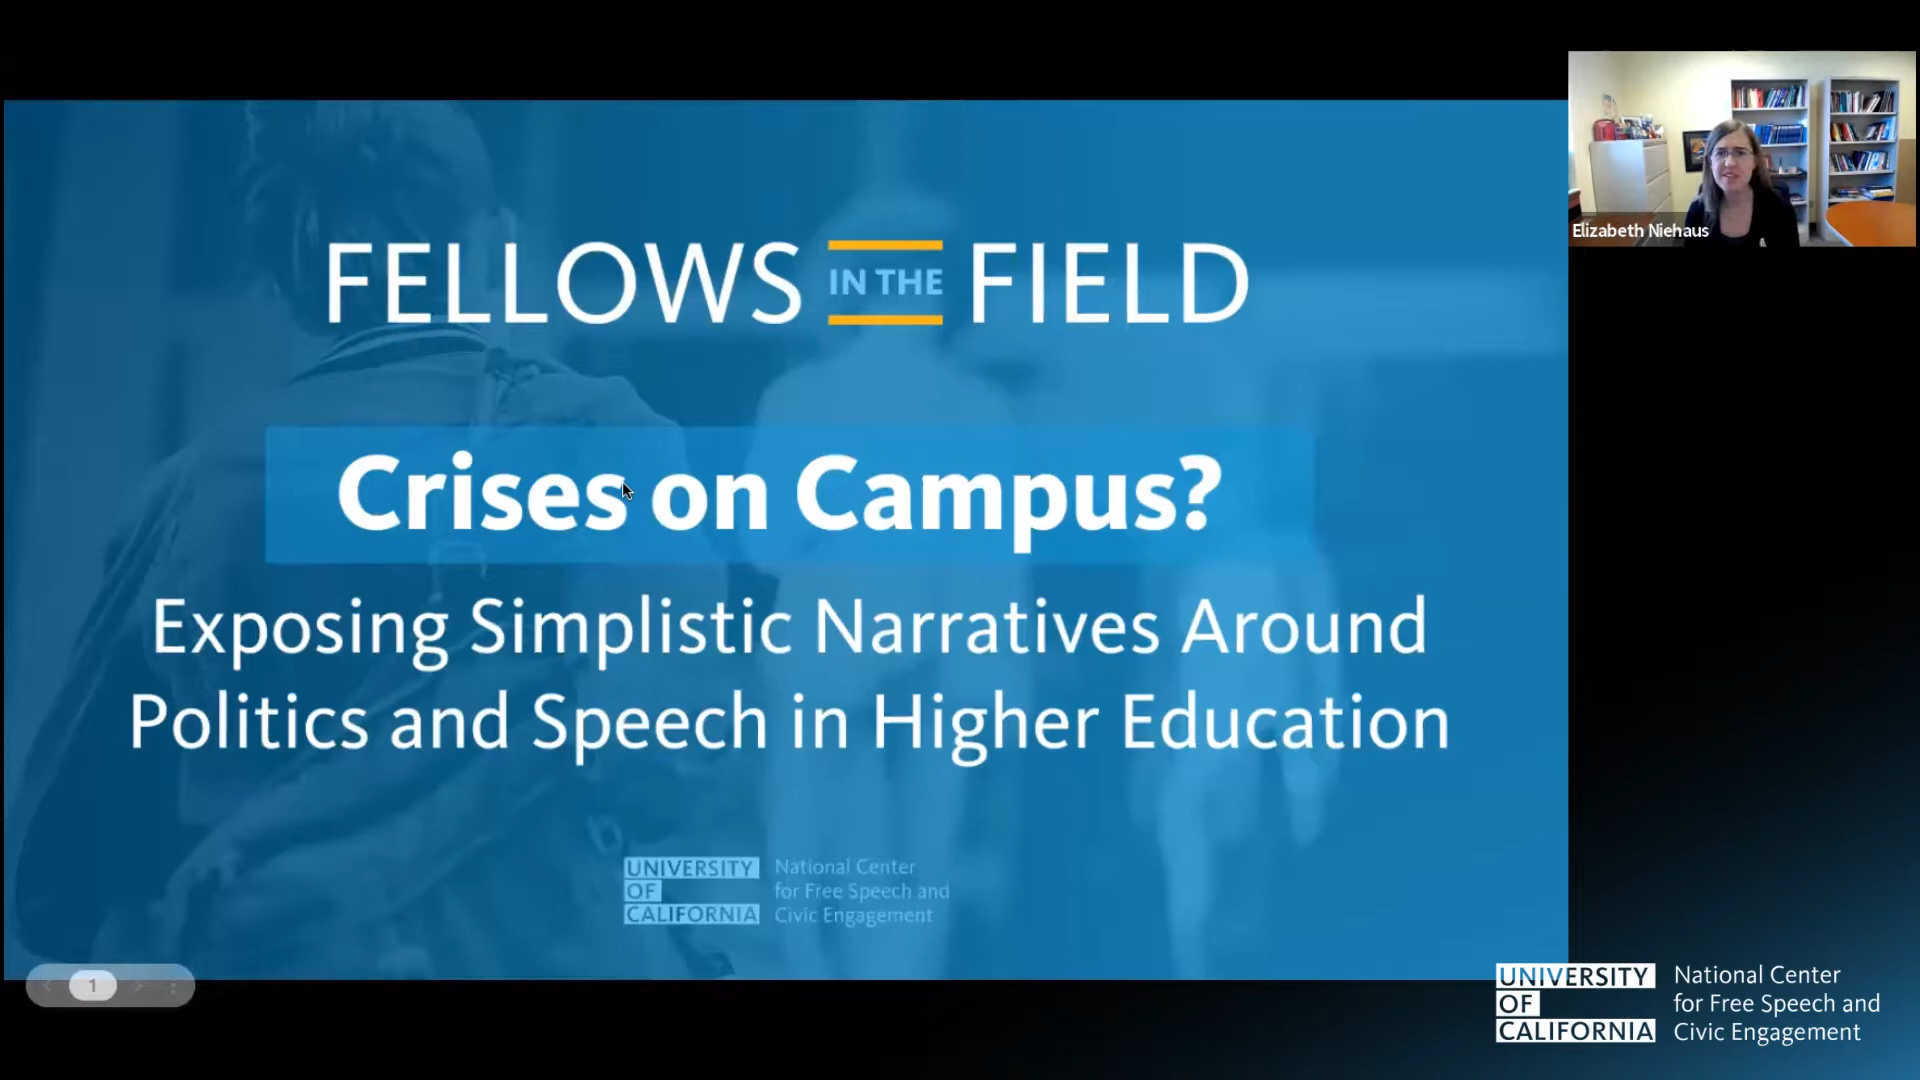 FELLOWS IN THE FIELD
Crises on Campus?
Exposing Simplistic Narratives Around
Politics and Speech in Higher Education
UNIVERSITY
OF
CALIFORNIA
National Center
for Free Speech and
Civic Engagement
1
Elizabeth Niehaus
UNIVERSITY
OF
CALIFORNIA
National Center
for Free Speech and
Civic Engagement